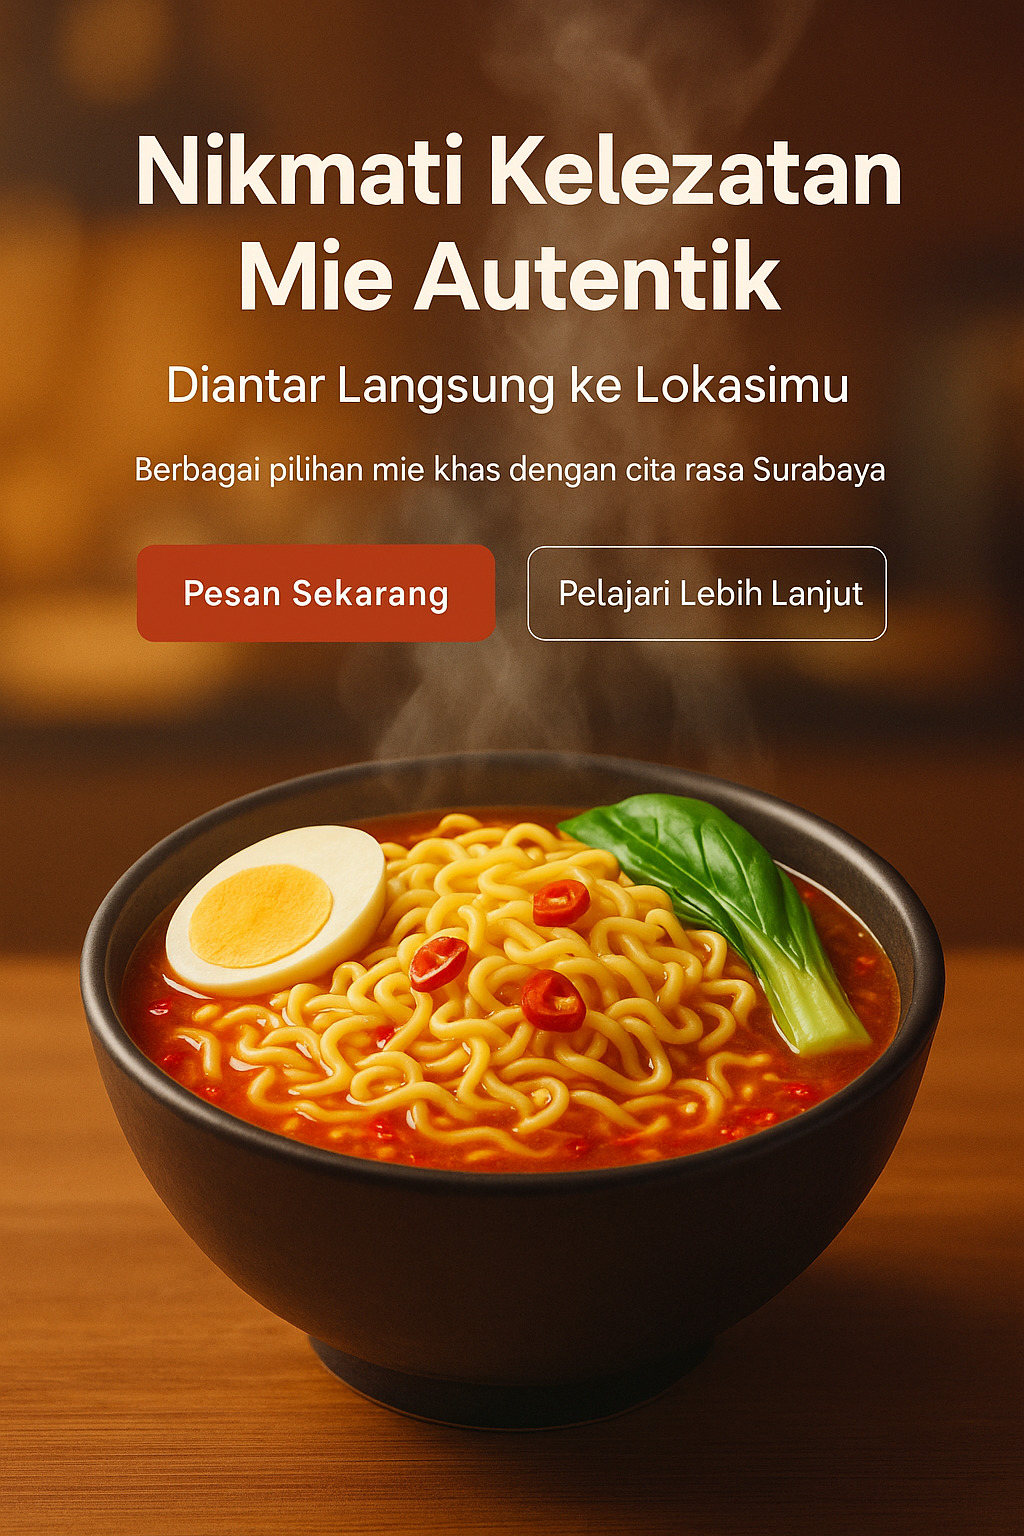 Nikmati Kelezatan
Mie Autentik
Diantar Langsung ke Lokasimu
Berbagai pilihan mie khas dengan cita rasa Surabaya
Pesan Sekarang
Pelajari Lebih Lanjut